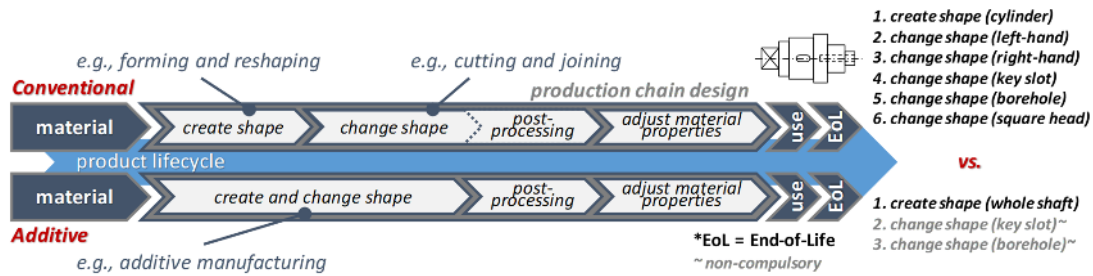 e.g., forming and reshaping
e.g., cutting and joining
Conventional
production chain design
material
create shape
change shape
post-
processing
adjust material
properties
use
EoL
product lifecycle
material
create and change shape
post-
processing
adjust material
properties
use
EoL
Additive
e.g., additive manufacturing
*EoL = End-of-Life
~ non-compulsory
1. create shape (cylinder)
2. change shape (left-hand)
3. change shape (right-hand)
4. change shape (key slot)
5. change shape (borehole)
6. change shape (square head)
vs.
1. create shape (whole shaft)
2. change shape (key slot)~
3. change shape (borehole)~